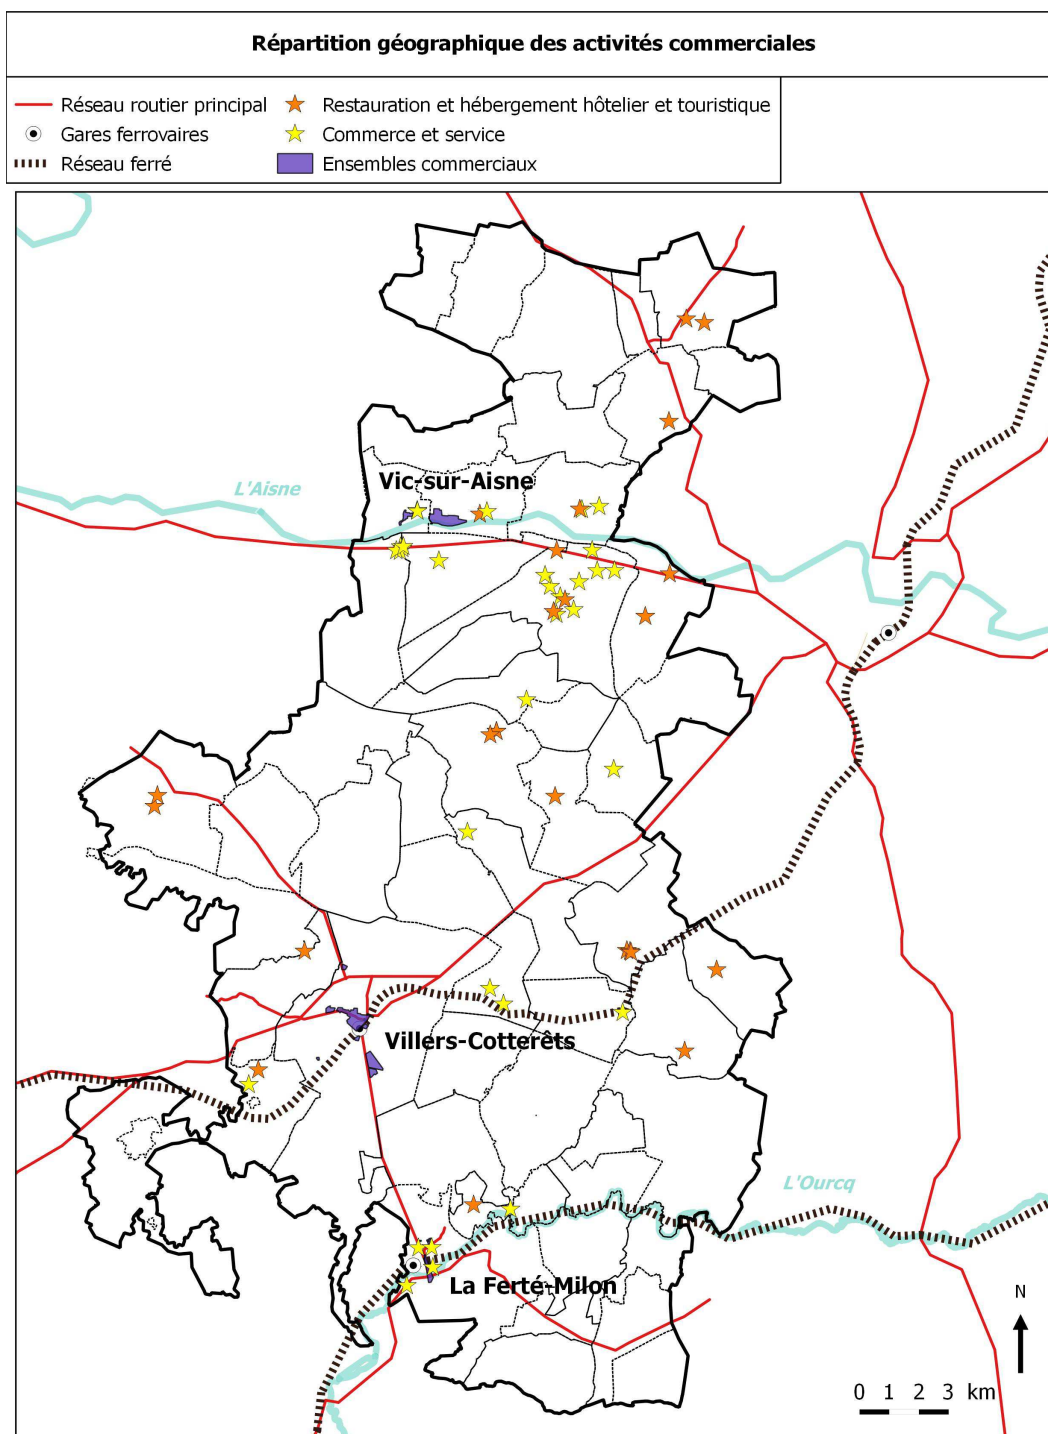 Répartition géographique des activités commerciales
Réseau routier principal
Restauration et hébergement hôtelier et touristique
Gares ferrovaires
Commerce et service
Réseau ferré
Ensembles commerciaux
Vic-sur-Aisne
L'Aisne
Villers-Cotterêts
L'Ourcq
La Ferté-Milon
N
0 1 2 3 km